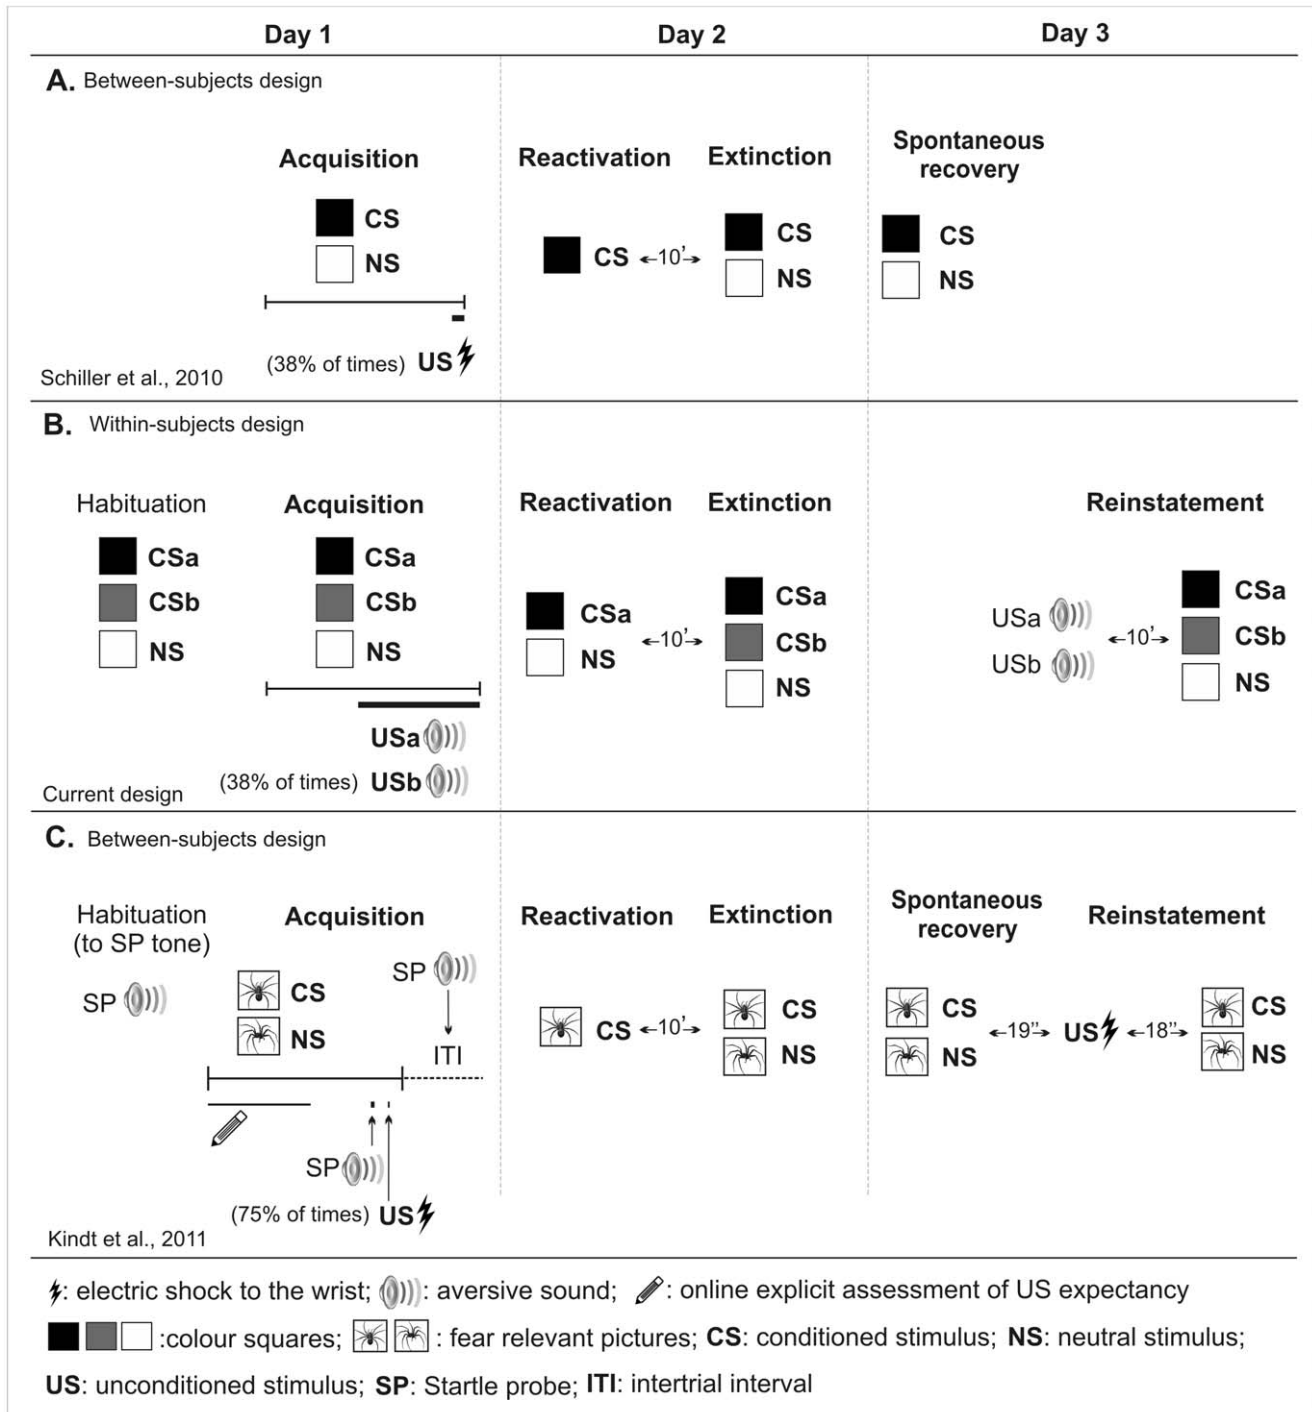 Day 1 Day 2 Day 3
A. Between-subjects design
Acquisition
CS
NS
(38% of times) US
Schiller et al., 2010
Reactivation Extinction
CS ←10’→ CS
NS
Spontaneous
recovery
CS
NS
B. Within-subjects design
Habituation
CSa
CSb
NS
Acquisition
CSa
CSb
NS
USa
(38% of times) USb
Current design
Reactivation Extinction
CSa
NS
←10’→
CSa
CSb
NS
Reinstatement
USa
USb
←10’→
CSa
CSb
NS
C. Between-subjects design
Habituation
(to SP tone)
SP
Acquisition
CS
NS
SP
ITI
SP
(75% of times) US
Kindt et al., 2011
Reactivation Extinction
CS ←10’→ CS
NS
Spontaneous
recovery
CS
NS
←19”→ US ←18”→
Reinstatement
CS
NS
: electric shock to the wrist; : aversive sound; : online explicit assessment of US expectancy
:colour squares; : fear relevant pictures; CS: conditioned stimulus; NS: neutral stimulus;
US: unconditioned stimulus; SP: Startle probe; ITI: intertrial interval